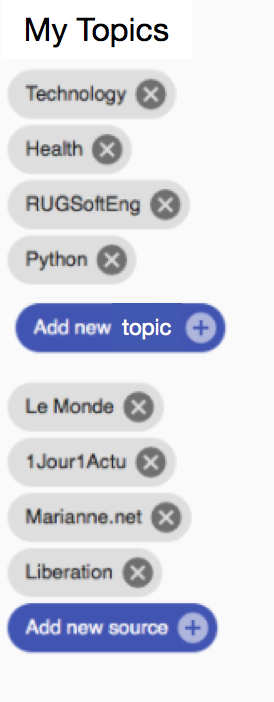 My Topics
Technology
Health
RUGSoftEng
Python
Add new topic
Le Monde
1Jour1Actu
Marianne.net
Liberation
Add new source